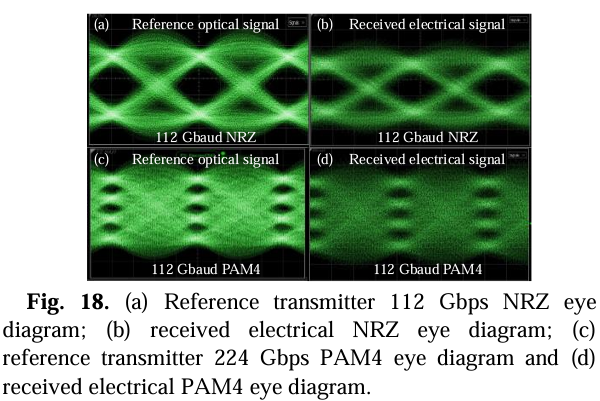 (a) Reference optical signal
112 Gbaud NRZ
(b) Received electrical signal
112 Gbaud NRZ
(c) Reference optical signal
112 Gbaud PAM4
(d) Received electrical signal
112 Gbaud PAM4
Fig. 18. (a) Reference transmitter 112 Gbps NRZ eye
diagram; (b) received electrical NRZ eye diagram; (c)
reference transmitter 224 Gbps PAM4 eye diagram and (d)
received electrical PAM4 eye diagram.